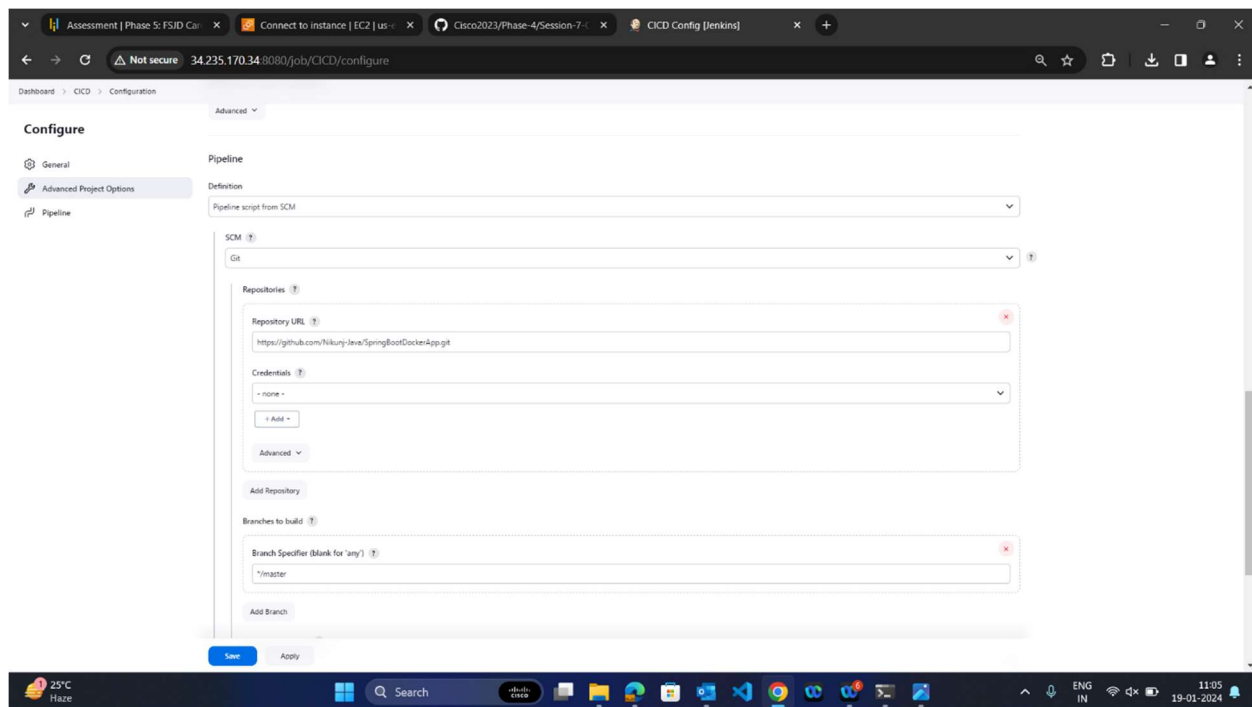 Assessment | Phase 5: FSJD Ca
Connect to instance | EC2 | us-e
Cisco2023/Phase-4/Session-7-C
CICD Config [Jenkins]
Not secure 34.235.170.34:8080/job/CICD/configure
Dashboard > CICD > Configuration
Advanced
Configure
General
Advanced Project Options
Pipeline
Pipeline
Definition
Pipeline script from SCM
SCM ?
Git
?
Repositories ?
Repository URL ?
https://github.com/Nikunj-Java/SpringBootDockerApp.git
Credentials ?
- none -
+ Add
Advanced
Add Repository
Branches to build ?
Branch Specifier (blank for 'any') ?
*/master
Add Branch
Save Apply
1
25°C
Haze
Search
CISCO
6
ENG
IN
11:05
19-01-2024